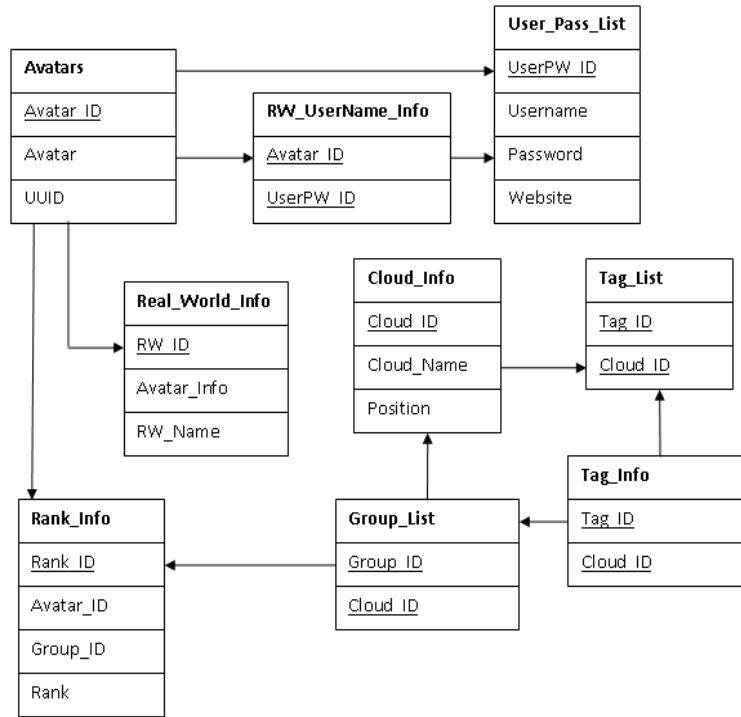 User_Pass_List
UserPW_ID
Username
Password
Website
Avatars
Avatar_ID
Avatar
UUID
RW_UserName_Info
Avatar_ID
UserPW_ID
Real_World_Info
RW_ID
Avatar_Info
RW_Name
Cloud_Info
Cloud_ID
Cloud_Name
Position
Tag_List
Tag_ID
Cloud_ID
Tag_Info
Tag_ID
Cloud_ID
Rank_Info
Rank_ID
Avatar_ID
Group_ID
Rank
Group_List
Group_ID
Cloud_ID